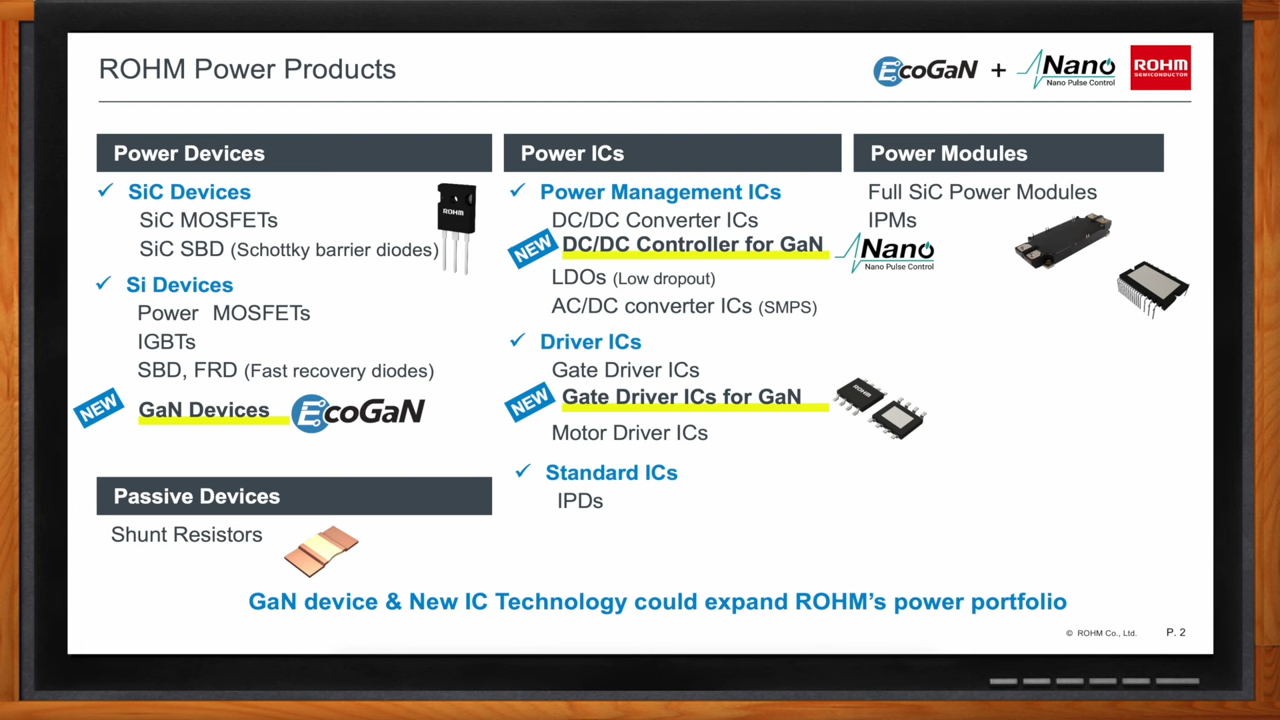 ROHM Power Products
EcoGaN + Nano
Nano Pulse Control
ROHM
SEMICONDUCTOR
Power Devices
✓ SiC Devices
SiC MOSFETs
SiC SBD (Schottky barrier diodes)
ROHM
✓ Si Devices
Power MOSFETs
IGBTs
SBD, FRD (Fast recovery diodes)
NEW GaN Devices EcoGaN
Passive Devices
Shunt Resistors
Power ICs
✓ Power Management ICs
DC/DC Converter ICs
NEW DC/DC Controller for GaN Nano
Nano Pulse Control
LDOs (Low dropout)
AC/DC converter ICs (SMPS)
✓ Driver ICs
Gate Driver ICs
NEW Gate Driver ICs for GaN
ROHM
Motor Driver ICs
✓ Standard ICs
IPDs
Power Modules
Full SiC Power Modules
IPMs
GaN device & New IC Technology could expand ROHM's power portfolio
© ROHM Co., Ltd. P. 2